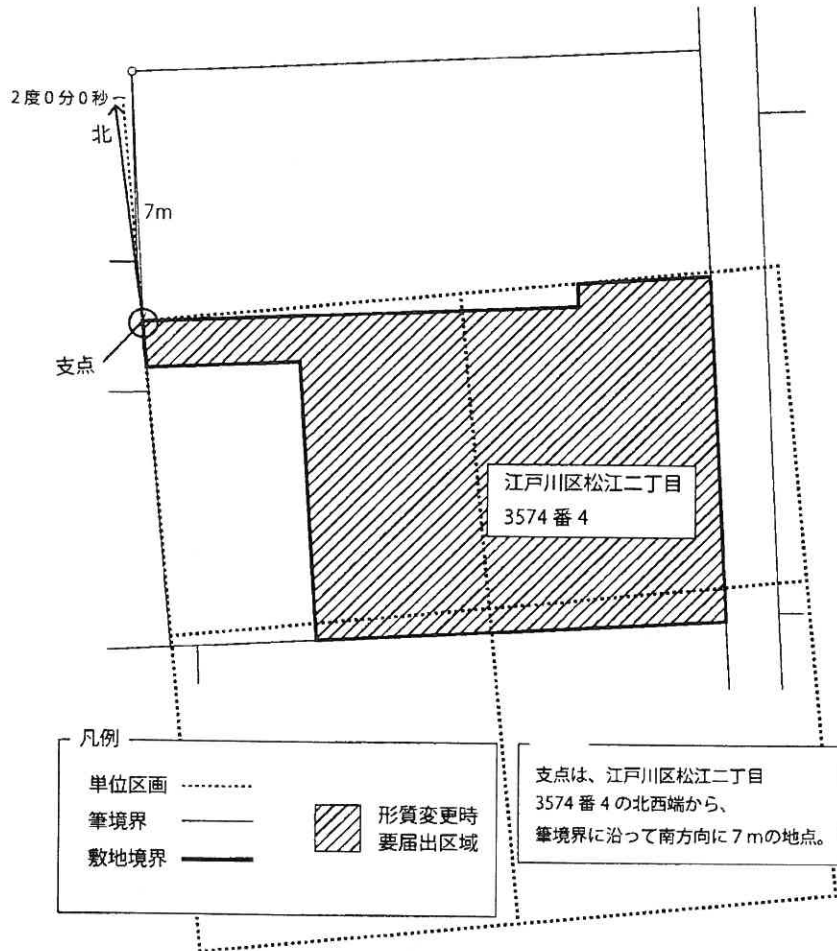 2度0分0秒
北
7m
支点
江戸川区松江二丁目
3574番4
凡例
単位区画
筆境界
敷地境界
形質変更時
要届出区域
支点は、江戸川区松江二丁目
3574番4の北西端から、
筆境界に沿って南方向に7mの地点。